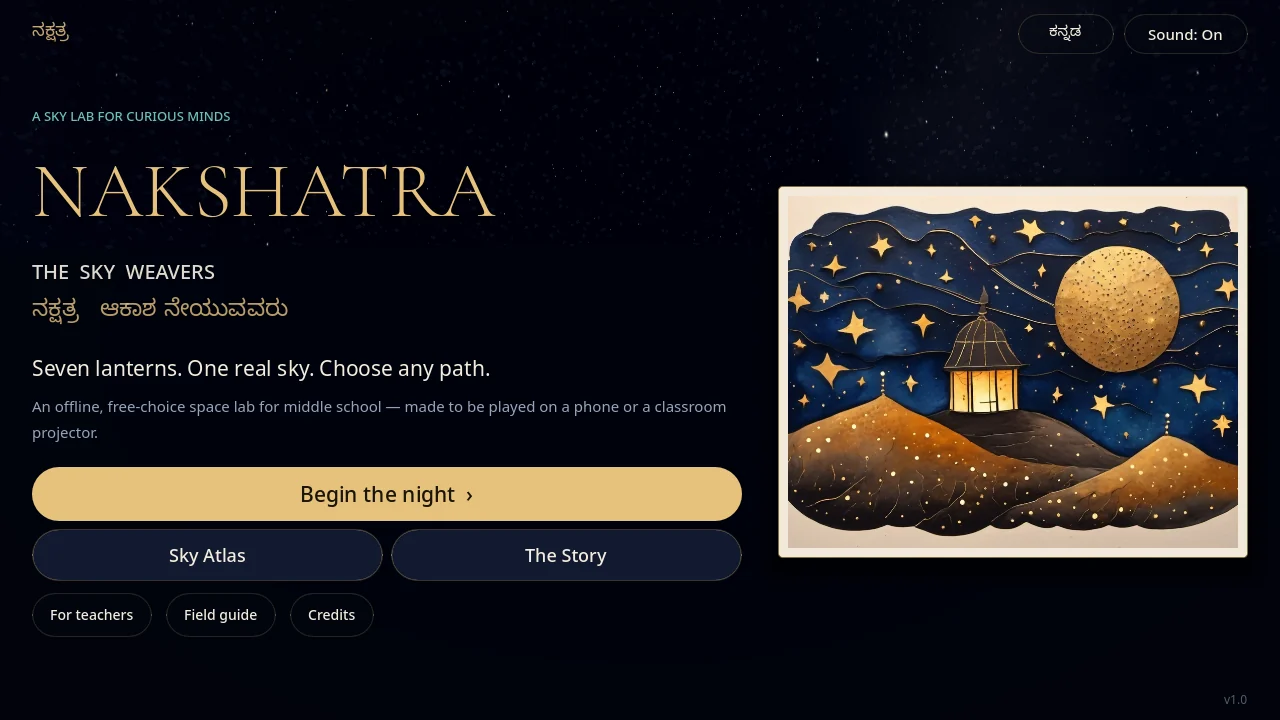 ನಕ್ಷತ್ರ
ಕನ್ನಡ
Sound: On
A SKY LAB FOR CURIOUS MINDS
NAKSHATRA
THE SKY WEAVERS
ನಕ್ಷತ್ರ ಆಕಾಶ ನೇಯುವವರು
Seven lanterns. One real sky. Choose any path.
An offline, free-choice space lab for middle school — made to be played on a phone or a classroom
projector.
Begin the night ›
Sky Atlas
The Story
For teachers
Field guide
Credits
v1.0